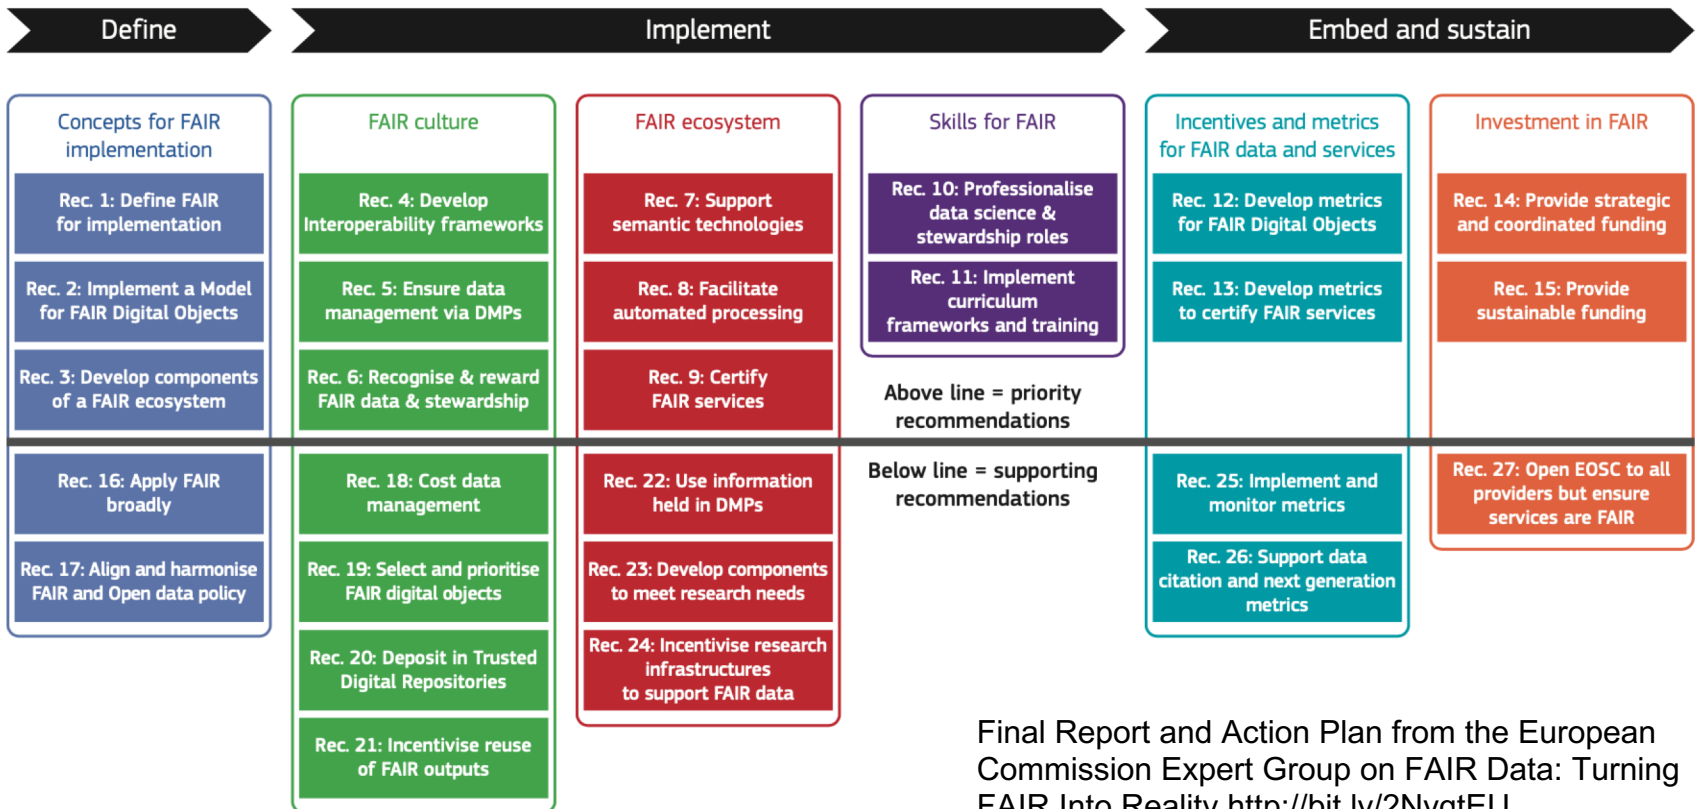 Define
Implement
Embed and sustain
Concepts for FAIR
implementation
Rec. 1: Define FAIR
for implementation
Rec. 2: Implement a Model
for FAIR Digital Objects
Rec. 3: Develop components
of a FAIR ecosystem
Rec. 16: Apply FAIR
broadly
Rec. 17: Align and harmonise
FAIR and Open data policy
FAIR culture
Rec. 4: Develop
Interoperability frameworks
Rec. 5: Ensure data
management via DMPs
Rec. 6: Recognise & reward
FAIR data & stewardship
Rec. 18: Cost data
management
Rec. 19: Select and prioritise
FAIR digital objects
Rec. 20: Deposit in Trusted
Digital Repositories
Rec. 21: Incentivise reuse
of FAIR outputs
FAIR ecosystem
Rec. 7: Support
semantic technologies
Rec. 8: Facilitate
automated processing
Rec. 9: Certify
FAIR services
Rec. 22: Use information
held in DMPs
Rec. 23: Develop components
to meet research needs
Rec. 24: Incentivise research
infrastructures
to support FAIR data
Skills for FAIR
Rec. 10: Professionalise
data science &
stewardship roles
Rec. 11: Implement
curriculum
frameworks and training
Above line = priority
recommendations
Below line = supporting
recommendations
Incentives and metrics
for FAIR data and services
Rec. 12: Develop metrics
for FAIR Digital Objects
Rec. 13: Develop metrics
to certify FAIR services
Rec. 25: Implement and
monitor metrics
Rec. 26: Support data
citation and next generation
metrics
Investment in FAIR
Rec. 14: Provide strategic
and coordinated funding
Rec. 15: Provide
sustainable funding
Rec. 27: Open EOSC to all
providers but ensure
services are FAIR
Final Report and Action Plan from the European
Commission Expert Group on FAIR Data: Turning
FAIR Into Reality